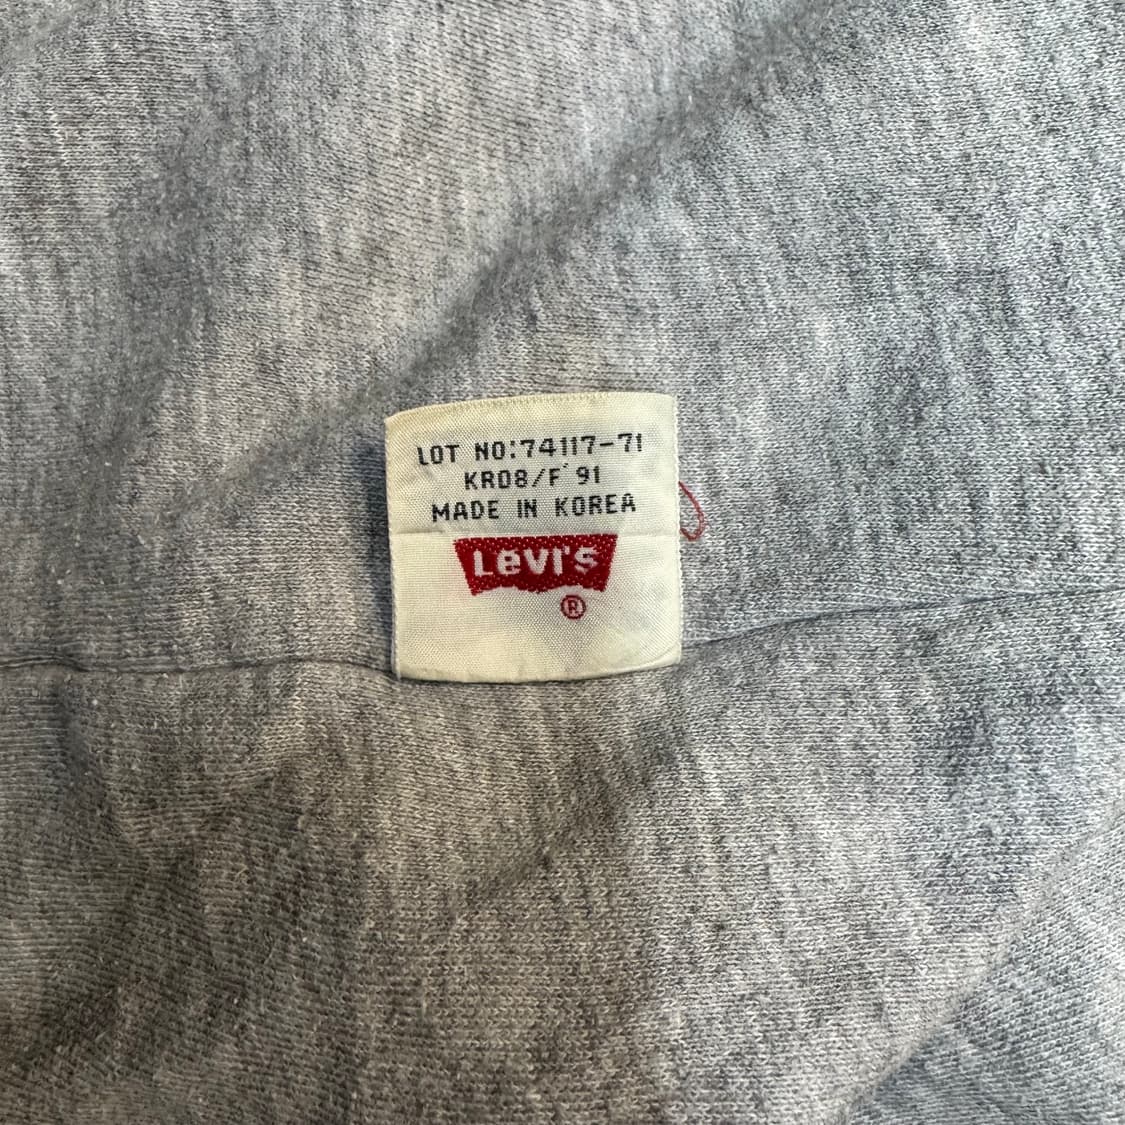 LOT NO:74117-71
KR08/F'91
MADE IN KOREA
Levi's
®